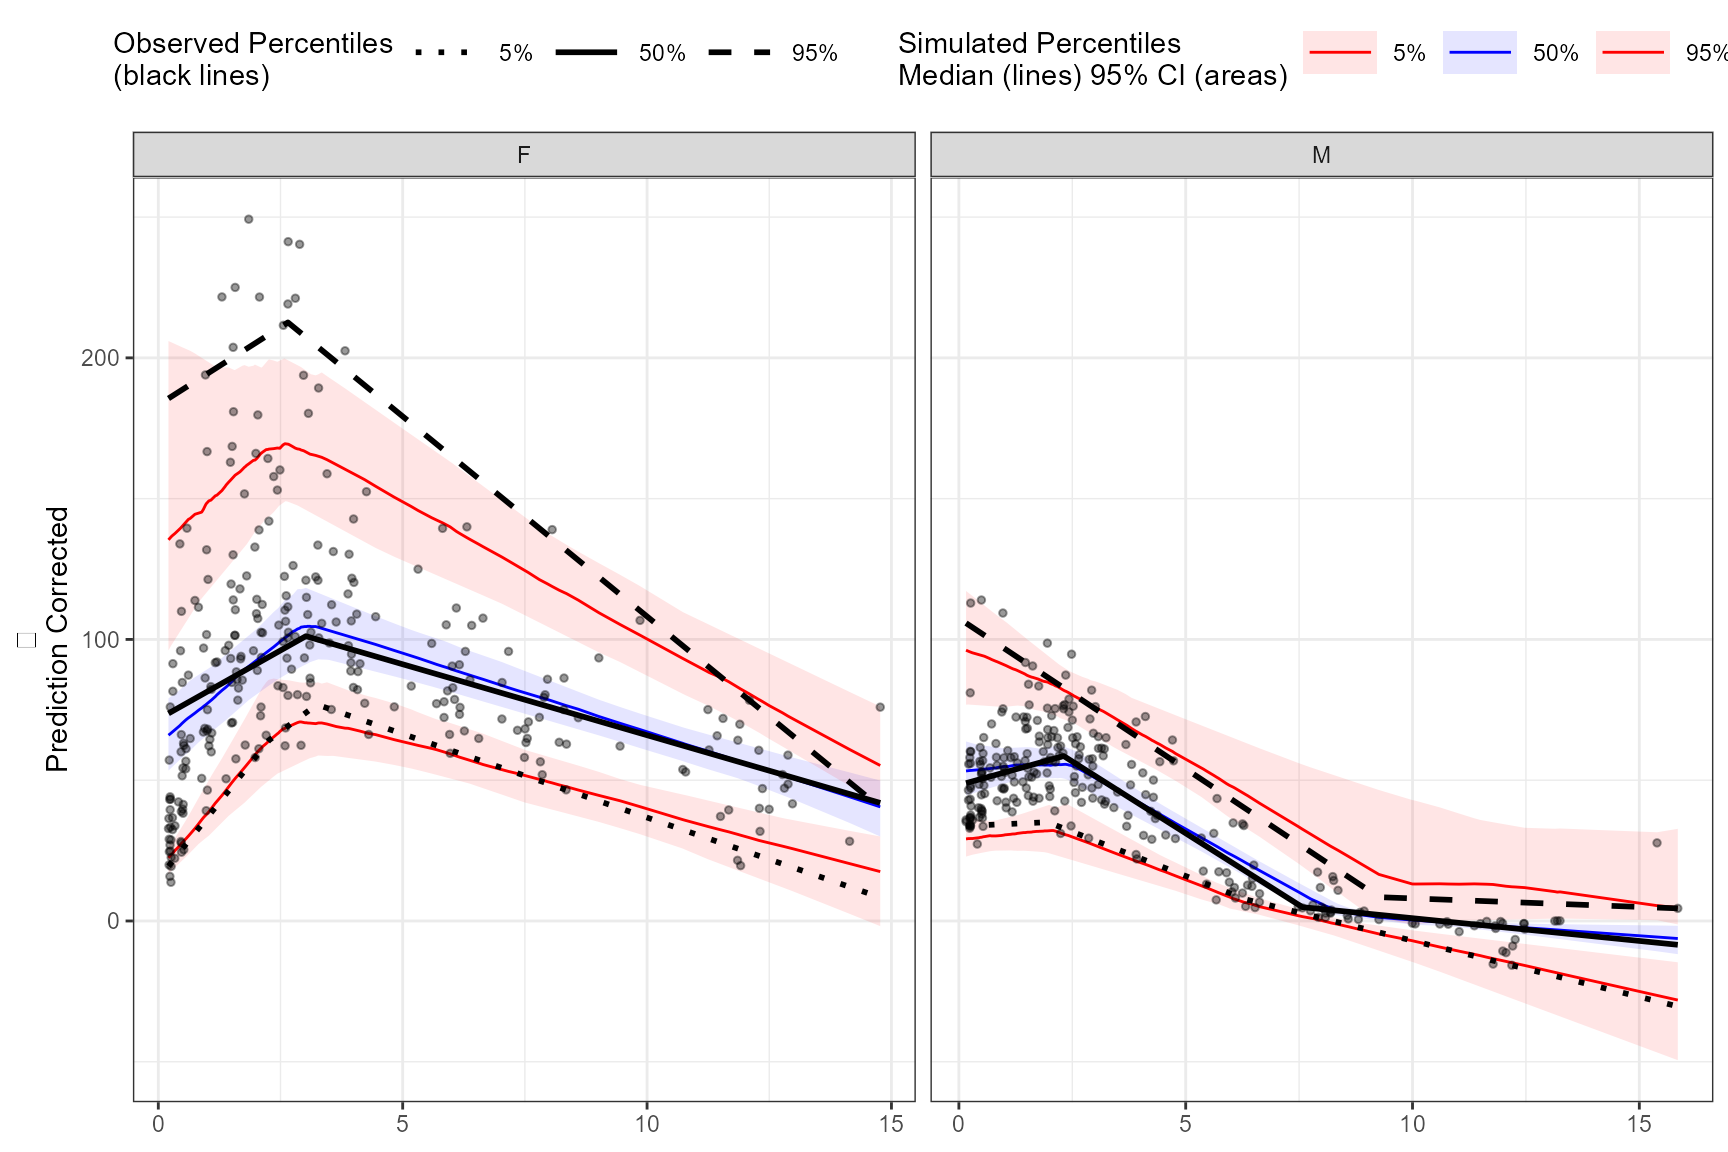 Observed Percentiles
(black lines)
5%
50%
95%
Simulated Percentiles
Median (lines) 95% CI (areas)
5%
50%
95%
F
M
Prediction Corrected
200
100
0
0
5
10
15
0
5
10
15